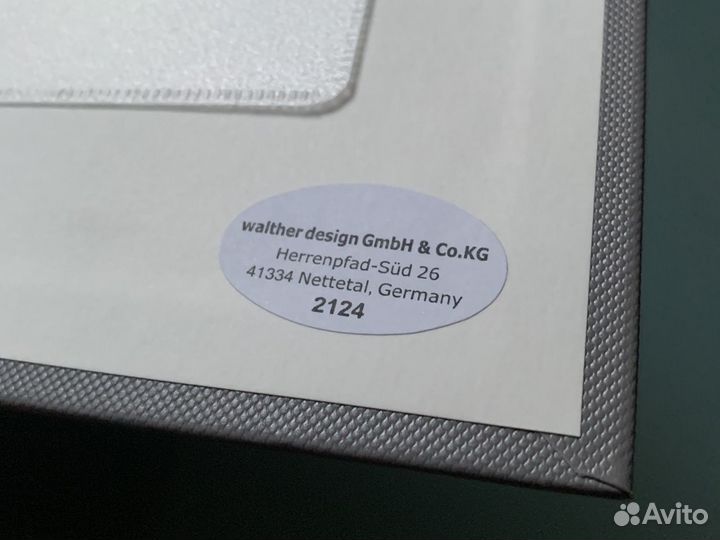 walther design GmbH & Co.KG
Herrenpfad-Süd 26
41334 Nettetal, Germany
2124
Avito